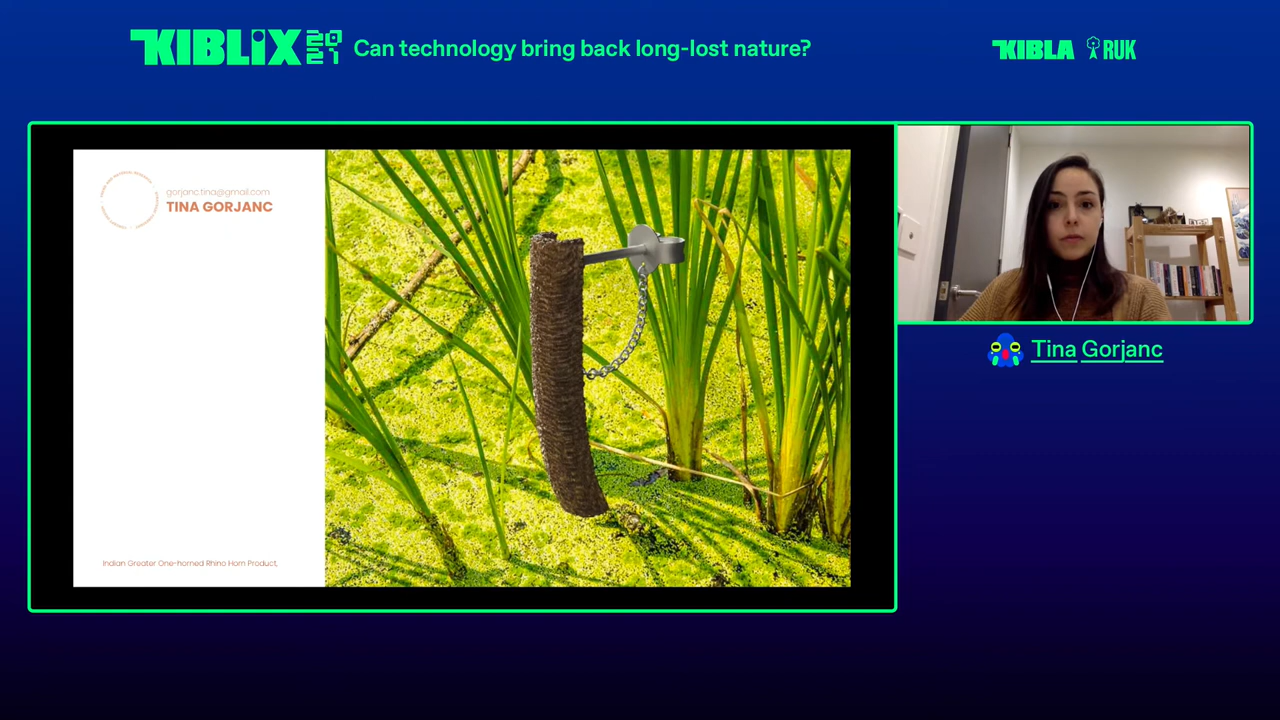 KIBLIX 2021 Can technology bring back long-lost nature?
KIBLA RUK
gorjanc.tina@gmail.com
TINA GORJANC
Indian Greater One-horned Rhino Horn Product,
Tina Gorjanc